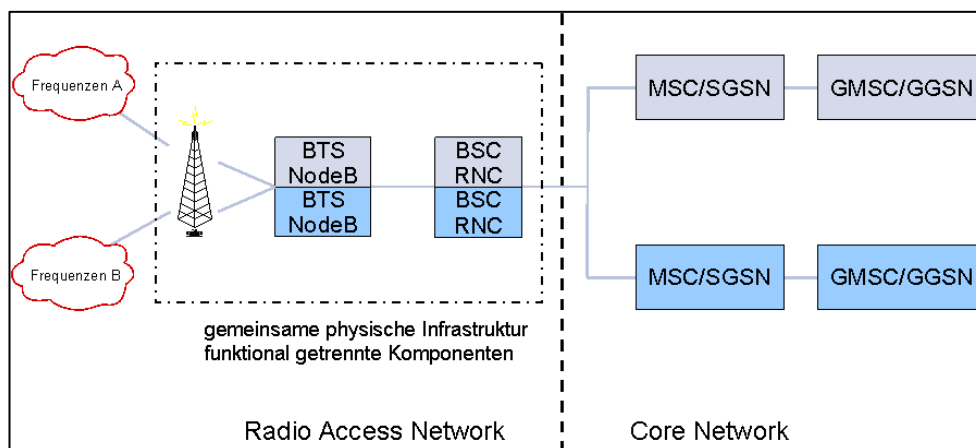 Frequenzen A
Frequenzen B
BTS
NodeB
BTS
NodeB
BSC
RNC
BSC
RNC
MSC/SGSN
GMSC/GGSN
MSC/SGSN
GMSC/GGSN
gemeinsame physische Infrastruktur
funktional getrennte Komponenten
Radio Access Network
Core Network